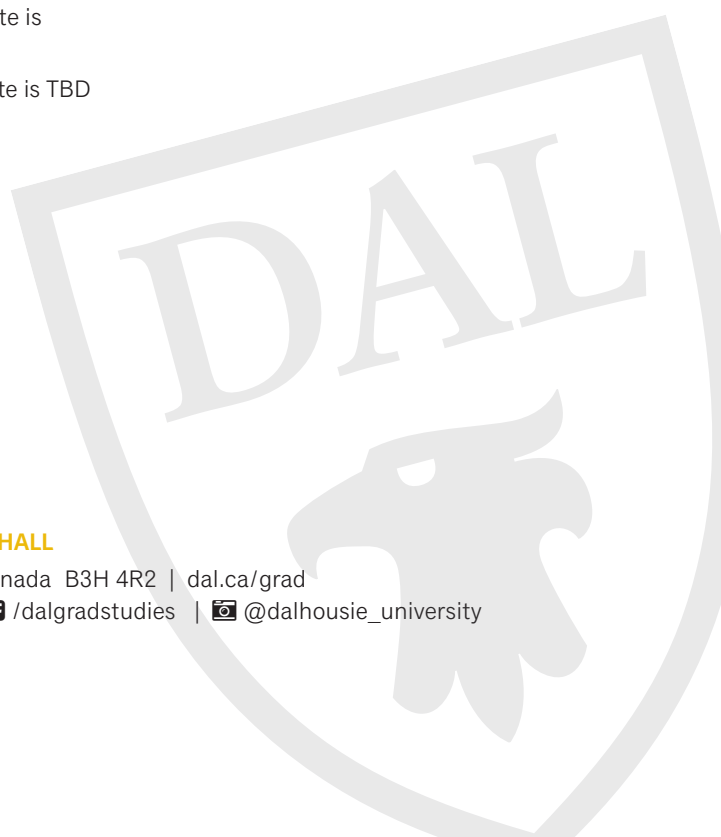 te is
te is TBD
DAL
HALL
nada B3H 4R2 | dal.ca/grad
/dalgradstudies | @dalhousie_university